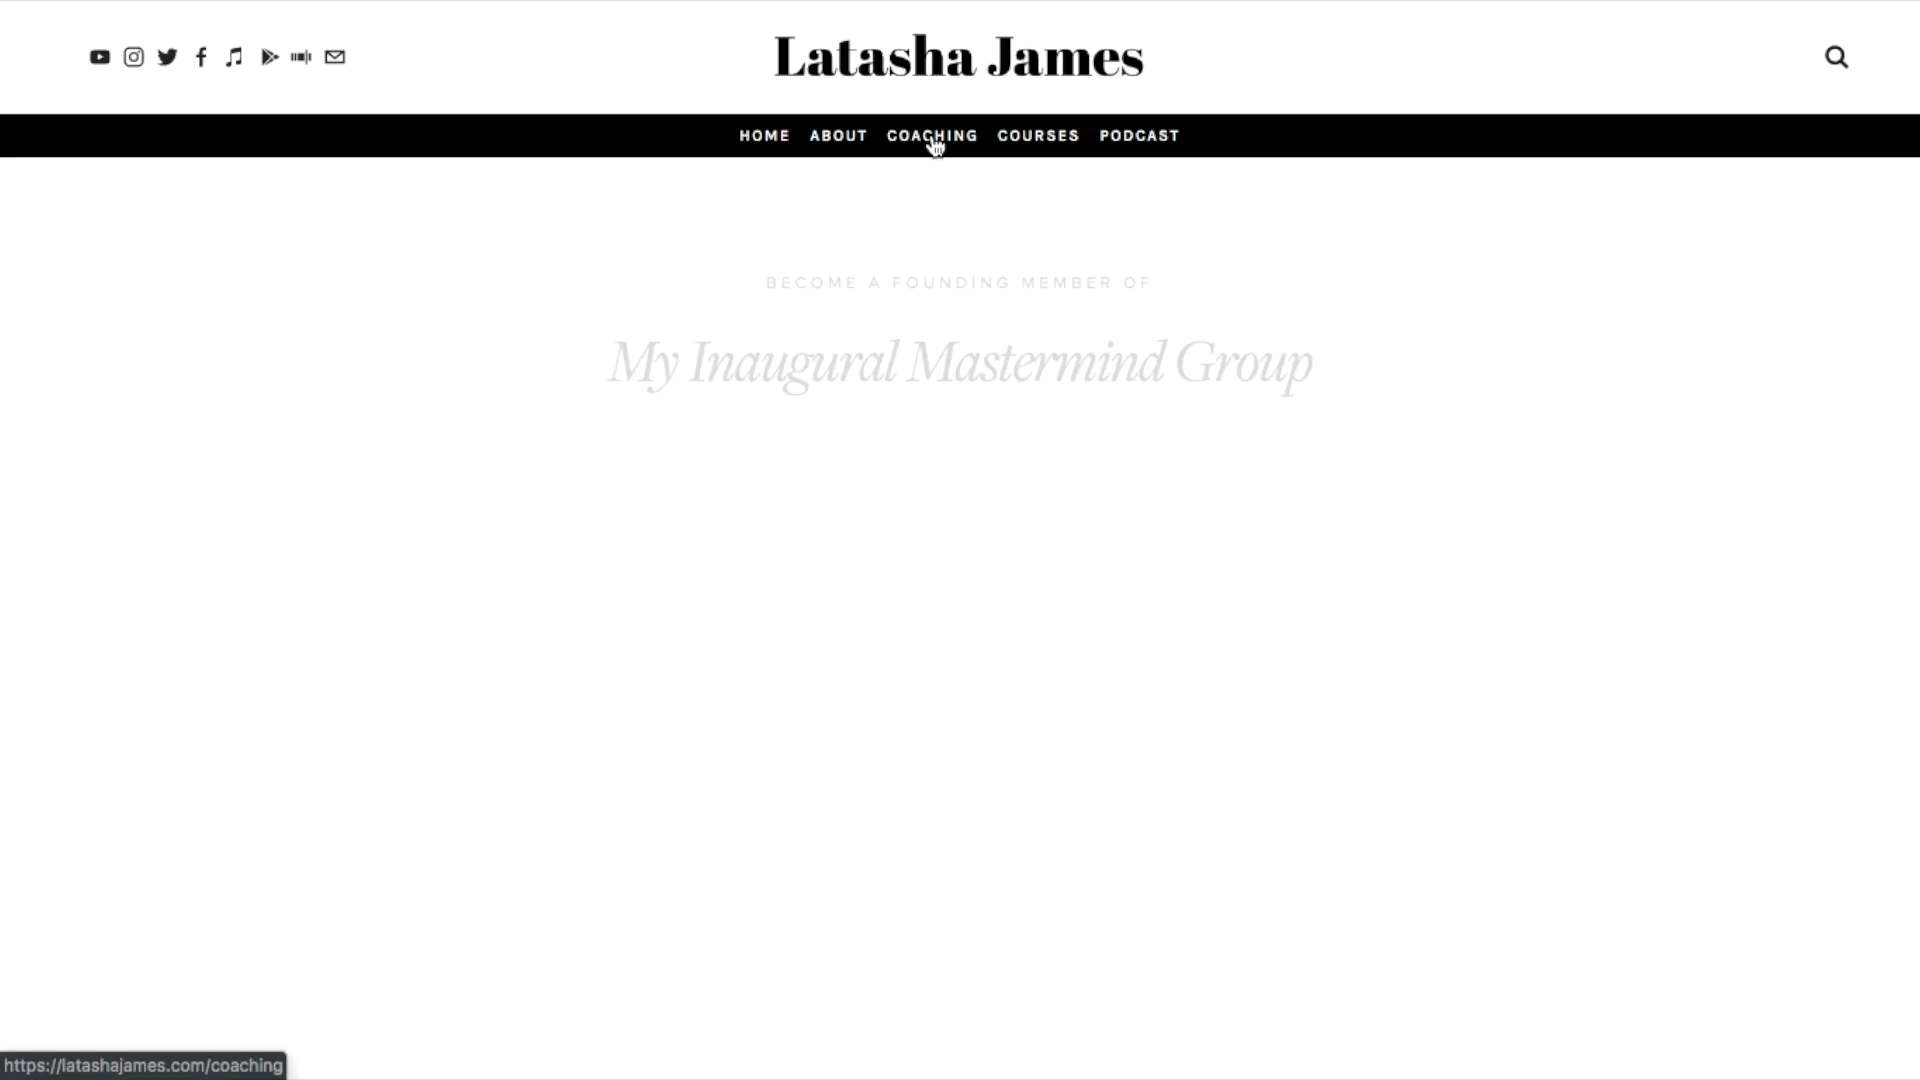 Latasha James
HOME ABOUT COACHING COURSES PODCAST
BECOME A FOUNDING MEMBER OF
My Inaugural Mastermind Group
https://latashajames.com/coaching